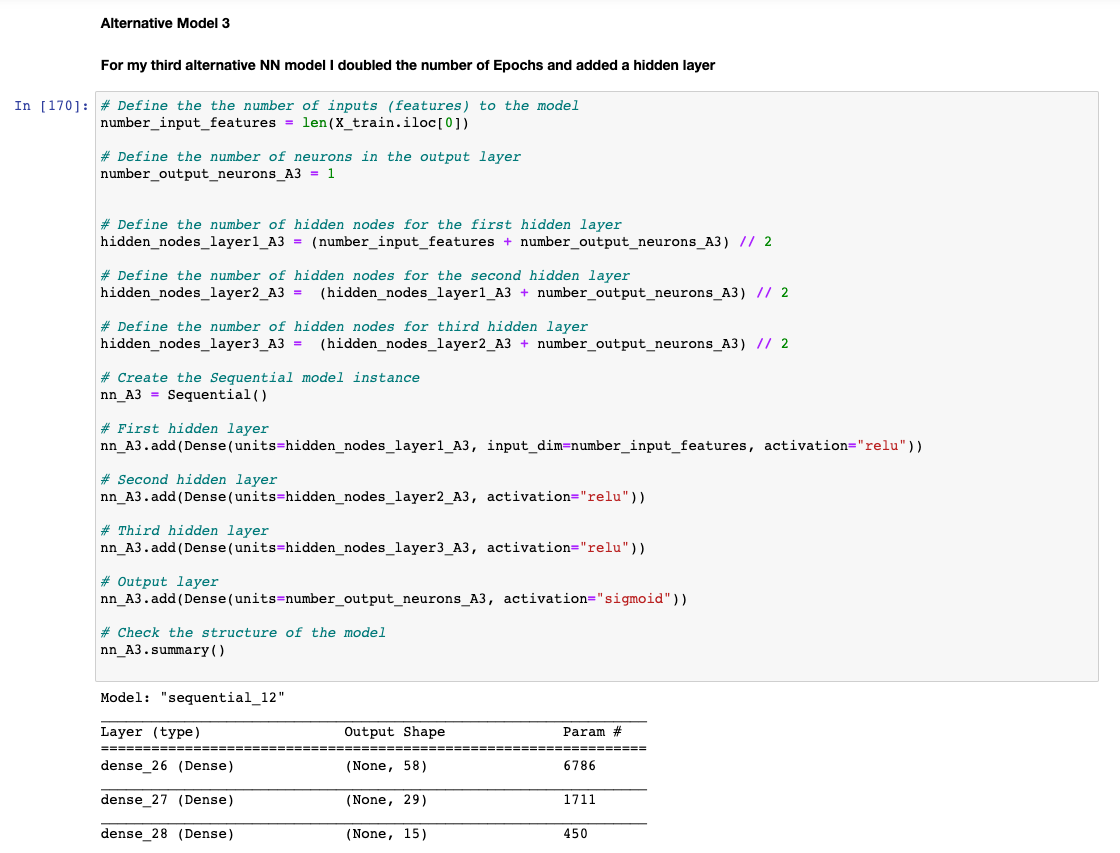 Alternative Model 3
For my third alternative NN model I doubled the number of Epochs and added a hidden layer
In [170]: # Define the the number of inputs (features) to the model
number_input_features = len(X_train.iloc[0])
# Define the number of neurons in the output layer
number_output_neurons_A3 = 1
# Define the number of hidden nodes for the first hidden layer
hidden_nodes_layer1_A3 = (number_input_features + number_output_neurons_A3) // 2
# Define the number of hidden nodes for the second hidden layer
hidden_nodes_layer2_A3 =  (hidden_nodes_layer1_A3 + number_output_neurons_A3) // 2
# Define the number of hidden nodes for third hidden layer
hidden_nodes_layer3_A3 =  (hidden_nodes_layer2_A3 + number_output_neurons_A3) // 2
# Create the Sequential model instance
nn_A3 = Sequential()
# First hidden layer
nn_A3.add(Dense(units=hidden_nodes_layer1_A3, input_dim=number_input_features, activation="relu"))
# Second hidden layer
nn_A3.add(Dense(units=hidden_nodes_layer2_A3, activation="relu"))
# Third hidden layer
nn_A3.add(Dense(units=hidden_nodes_layer3_A3, activation="relu"))
# Output layer
nn_A3.add(Dense(units=number_output_neurons_A3, activation="sigmoid"))
# Check the structure of the model
nn_A3.summary()
Model: "sequential_12"
Layer (type) Output Shape Param #
=================================================================
dense_26 (Dense) (None, 58) 6786
dense_27 (Dense) (None, 29) 1711
dense_28 (Dense) (None, 15) 450